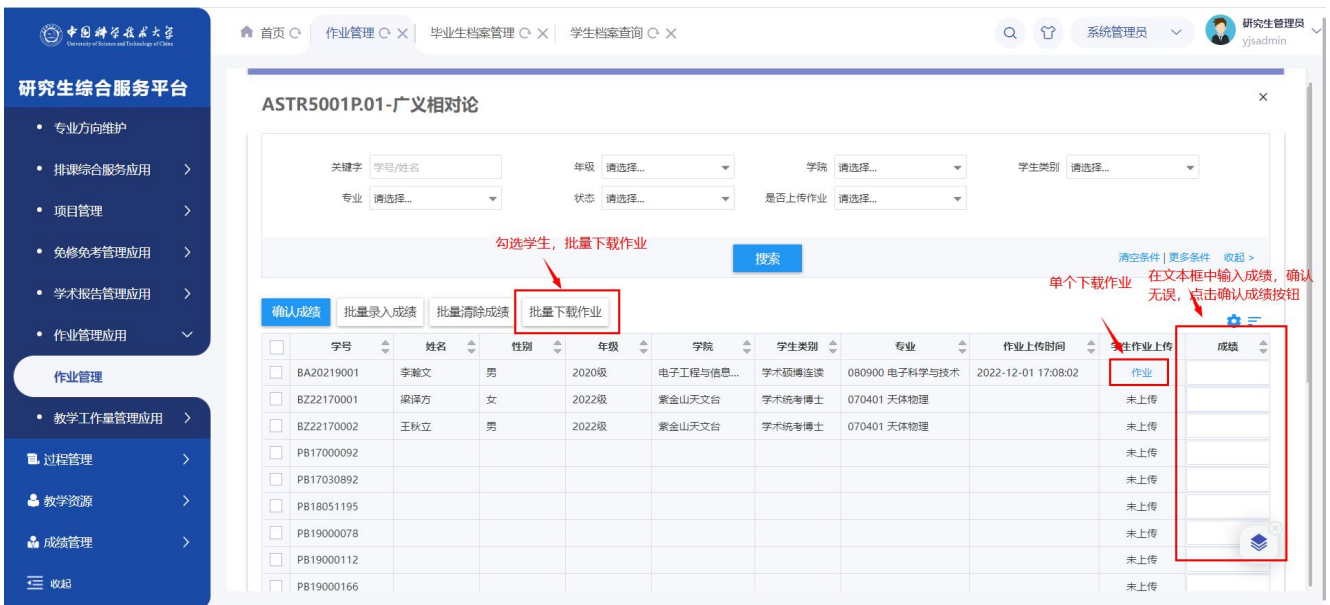 中国科学技术大学
University of Science and Technology of China
首页
作业管理
毕业生档案管理
学生档案查询
系统管理员
研究生管理员
yjsadmin
研究生综合服务平台
专业方向维护
排课综合服务应用
项目管理
免修免考管理应用
学术报告管理应用
作业管理应用
作业管理
教学工作量管理应用
过程管理
教学资源
成绩管理
收起
ASTR5001P.01-广义相对论
关键字 学号/姓名 年级 请选择... 学院 请选择... 学生类别 请选择...
专业 请选择... 状态 请选择... 是否上传作业 请选择...
勾选学生，批量下载作业
搜索
清空条件 | 更多条件 收起 >
单个下载作业
在文本框中输入成绩，确认
无误，点击确认成绩按钮
确认成绩 批量录入成绩 批量清除成绩 批量下载作业
学号 姓名 性别 年级 学院 学生类别 专业 作业上传时间 学生作业上传 成绩
BA20219001 李瀚文 男 2020级 电子工程与信息... 学术硕博连读 080900 电子科学与技术 2022-12-01 17:08:02 作业
BZ22170001 梁译方 女 2022级 紫金山天文台 学术统考博士 070401 天体物理 未上传
BZ22170002 王秋立 男 2022级 紫金山天文台 学术统考博士 070401 天体物理 未上传
PB17000092 未上传
PB17030892 未上传
PB18051195 未上传
PB19000078 未上传
PB19000112 未上传
PB19000166 未上传